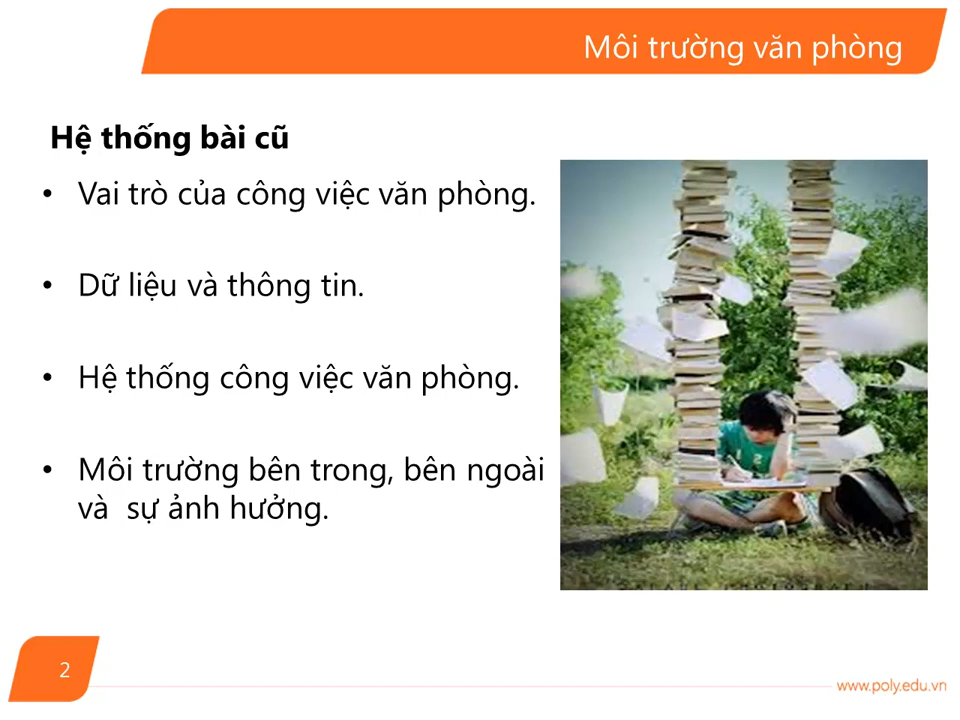 Môi trường văn phòng
Hệ thống bài cũ
• Vai trò của công việc văn phòng.
• Dữ liệu và thông tin.
• Hệ thống công việc văn phòng.
• Môi trường bên trong, bên ngoài
và sự ảnh hưởng.
2
www.poly.edu.vn